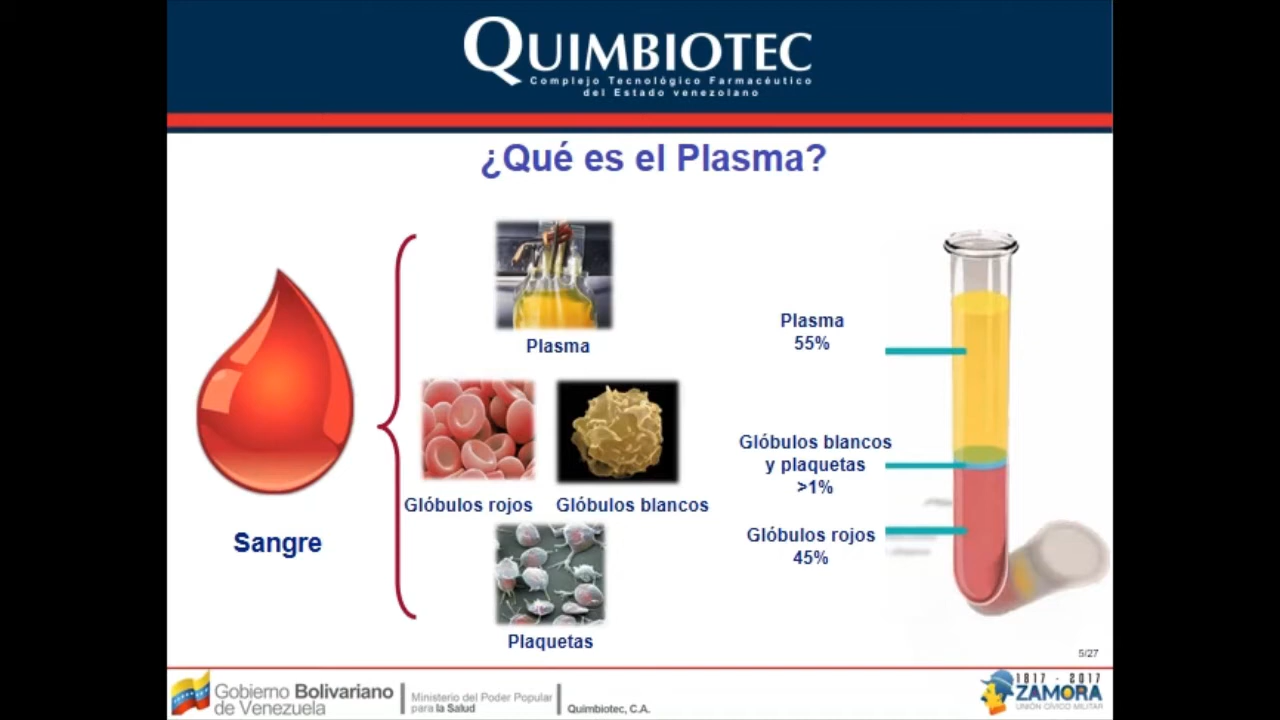 QUIMBIOTEC
Complejo Tecnológico Farmacéutico
del Estado venezolano
¿Qué es el Plasma?
Plasma
Glóbulos rojos
Glóbulos blancos
Plaquetas
Sangre
Plasma
55%
Glóbulos blancos
y plaquetas
>1%
Glóbulos rojos
45%
5/27
Gobierno Bolivariano
de Venezuela
Ministerio del Poder Popular
para la Salud
Quimbiotec, C.A.
1817 - 2017
ZAMORA
UNIÓN CÍVICO MILITAR